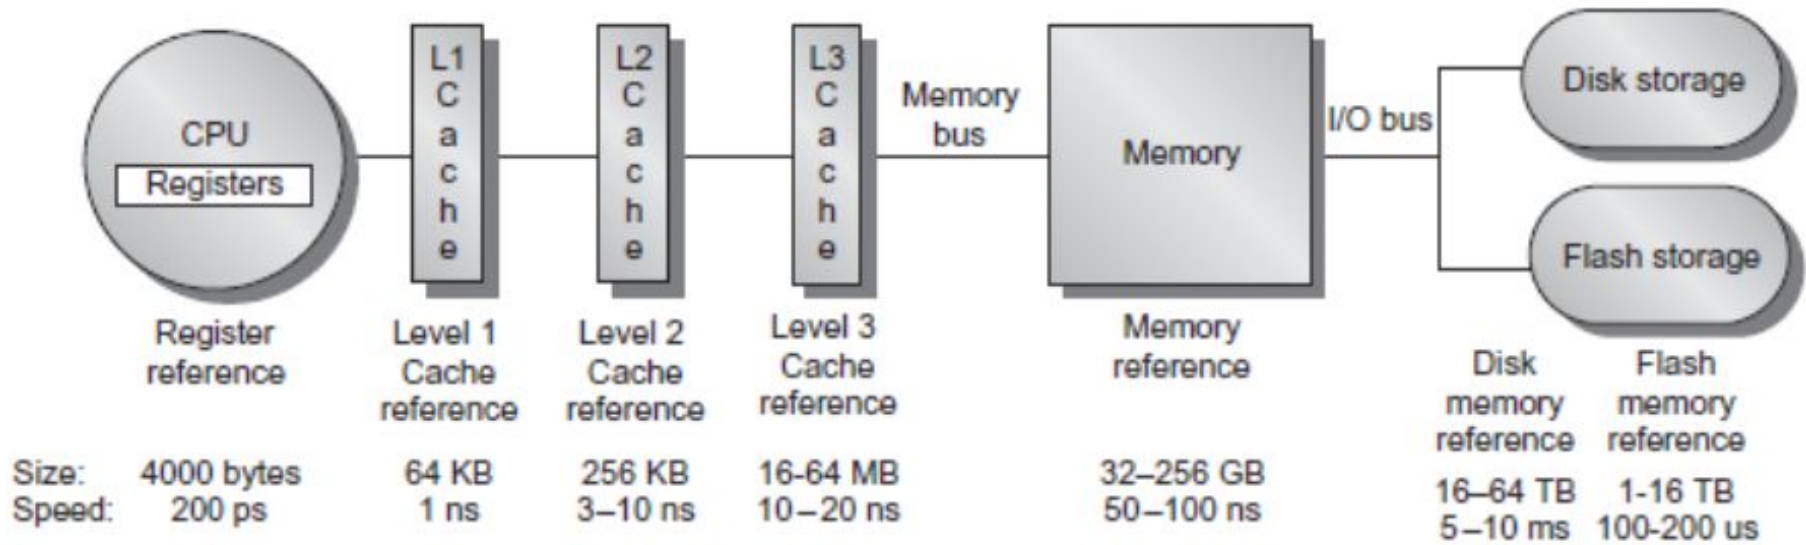 CPU
Registers
L1
C
a
c
h
e
L2
C
a
c
h
e
L3
C
a
c
h
e
Memory
bus
Memory
I/O bus
Disk storage
Flash storage
Register
reference
Level 1
Cache
reference
Level 2
Cache
reference
Level 3
Cache
reference
Memory
reference
Disk
memory
reference
Flash
memory
reference
Size: 4000 bytes 64 KB 256 KB 16-64 MB 32–256 GB 16–64 TB 1-16 TB
Speed: 200 ps 1 ns 3–10 ns 10–20 ns 50–100 ns 5–10 ms 100-200 us